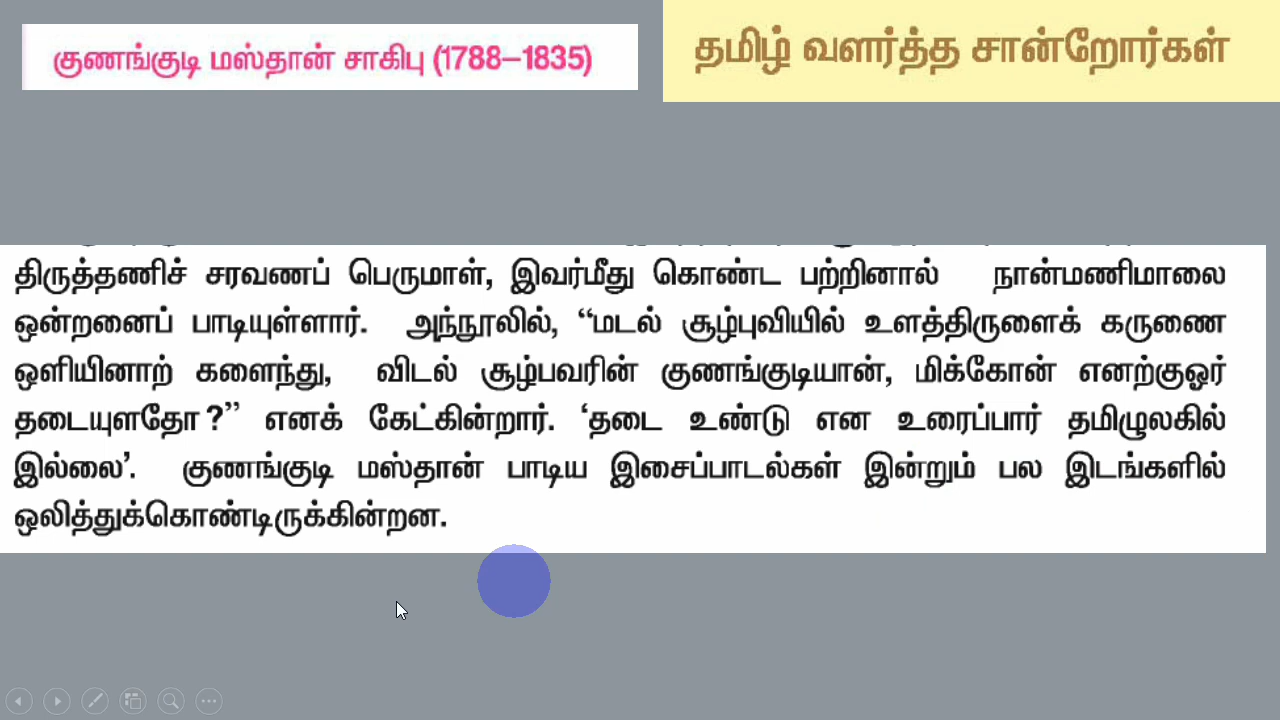 குணங்குடி மஸ்தான் சாகிபு (1788–1835)
தமிழ் வளர்த்த சான்றோர்கள்
திருத்தணிச் சரவணப் பெருமாள், இவர்மீது கொண்ட பற்றினால் நான்மணிமாலை
ஒன்றனைப் பாடியுள்ளார். அந்நூலில், “மடல் சூழ்புவியில் உளத்திருளைக் கருணை
ஒளியினாற் களைந்து, விடல் சூழ்பவரின் குணங்குடியான், மிக்கோன் எனற்குஓர்
தடையுளதோ?” எனக் கேட்கின்றார். ‘தடை உண்டு என உரைப்பார் தமிழுலகில்
இல்லை’. குணங்குடி மஸ்தான் பாடிய இசைப்பாடல்கள் இன்றும் பல இடங்களில்
ஒலித்துக்கொண்டிருக்கின்றன.